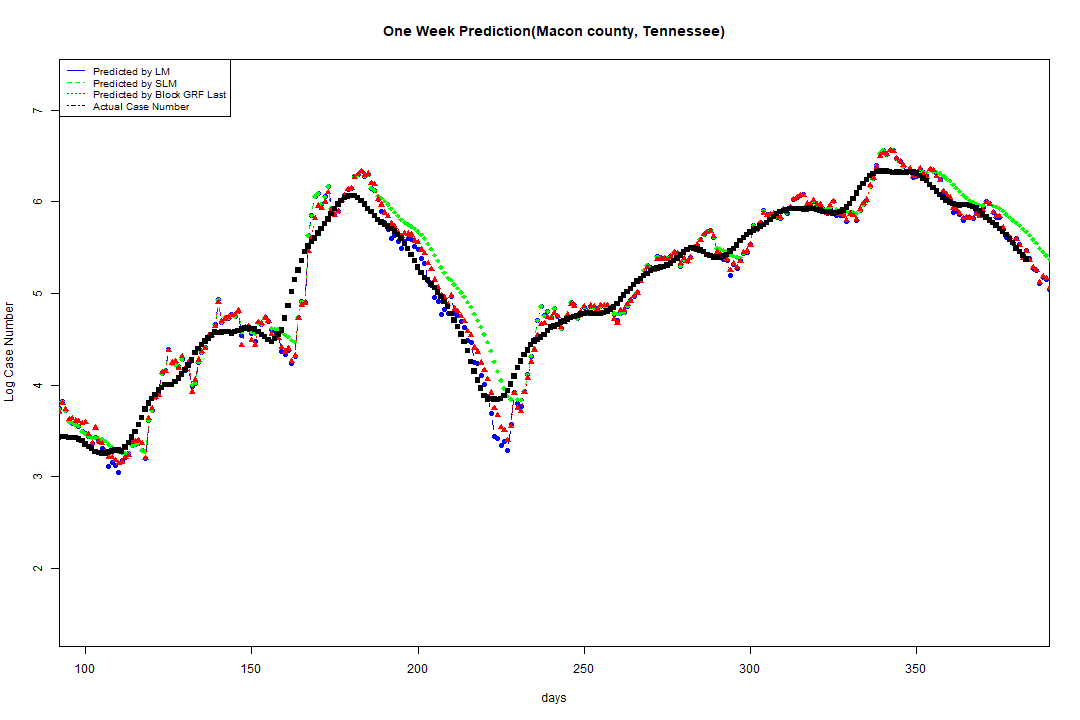 One Week Prediction(Macon county, Tennessee)
Predicted by LM
Predicted by SLM
Predicted by Block GRF Last
Actual Case Number
7
6
5
4
3
2
Log Case Number
100 150 200 250 300 350
days